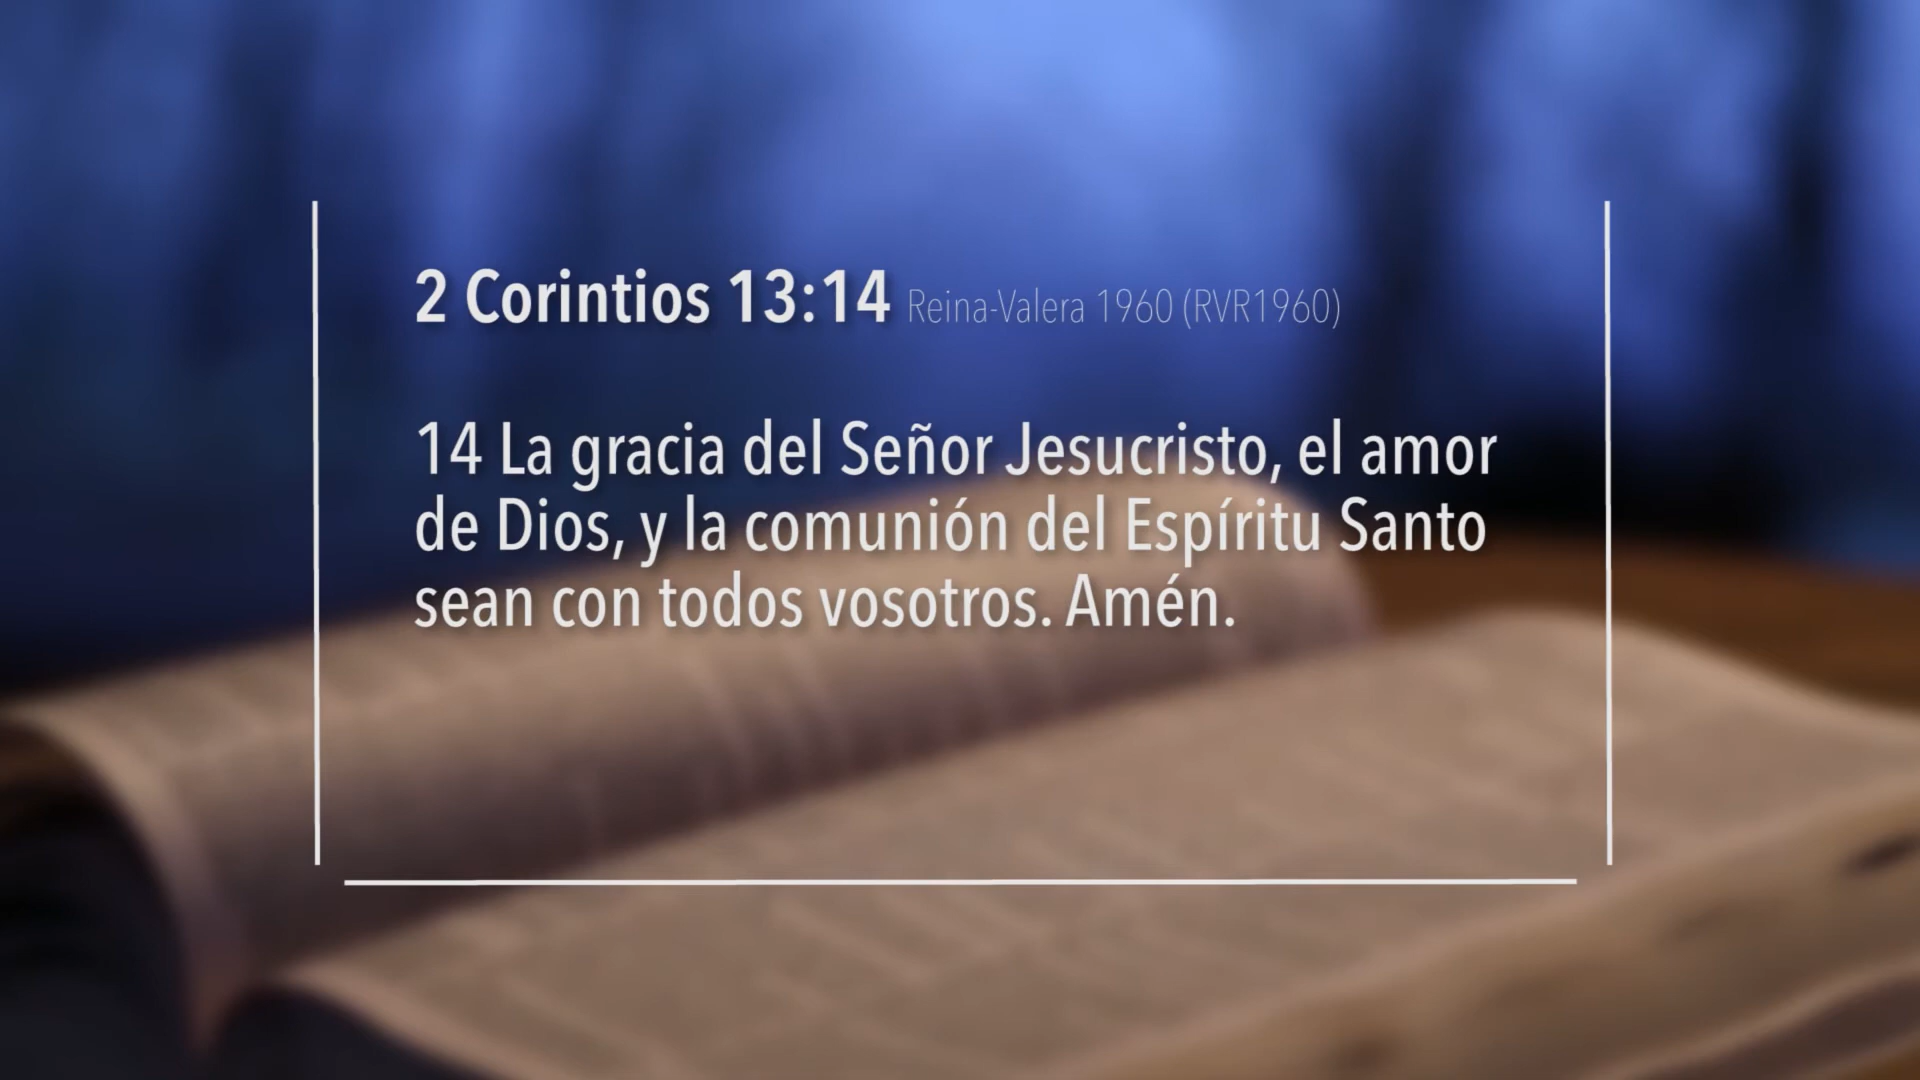 2 Corintios 13:14 Reina-Valera 1960 (RVR1960)
14 La gracia del Señor Jesucristo, el amor
de Dios, y la comunión del Espíritu Santo
sean con todos vosotros. Amén.